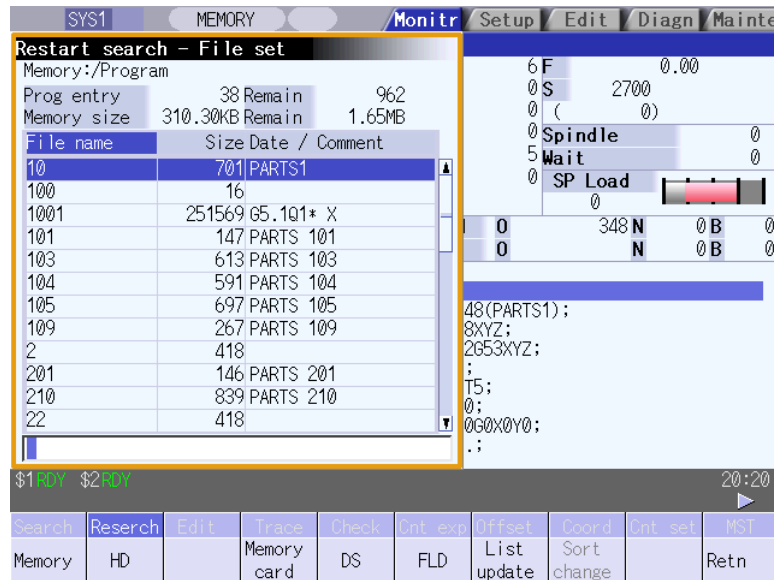 SYS1 MEMORY Monitr Setup Edit Diagn Mainte
Restart search - File set
Memory:/Program
Prog entry 38 Remain 962
Memory size 310.30KB Remain 1.65MB
File name Size Date / Comment
10 701 PARTS1
100 16
1001 251569 G5.1Q1* X
101 147 PARTS 101
103 613 PARTS 103
104 591 PARTS 104
105 697 PARTS 105
109 267 PARTS 109
2 418
201 146 PARTS 201
210 839 PARTS 210
22 418
6 F 0.00
0 S 2700
0 ( 0)
0 Spindle 0
5 Wait 0
0 SP Load
0
O 348 N 0 B 0
O N 0 B 0
48(PARTS1);
8XYZ;
2G53XYZ;
;
T5;
0;
0G0X0Y0;
.;
$1 RDY $2 RDY 20:20
Search Reserch Edit Trace Check Cnt exp Offset Coord Cnt set MST
Memory HD Memory card DS FLD List update Sort change Retn